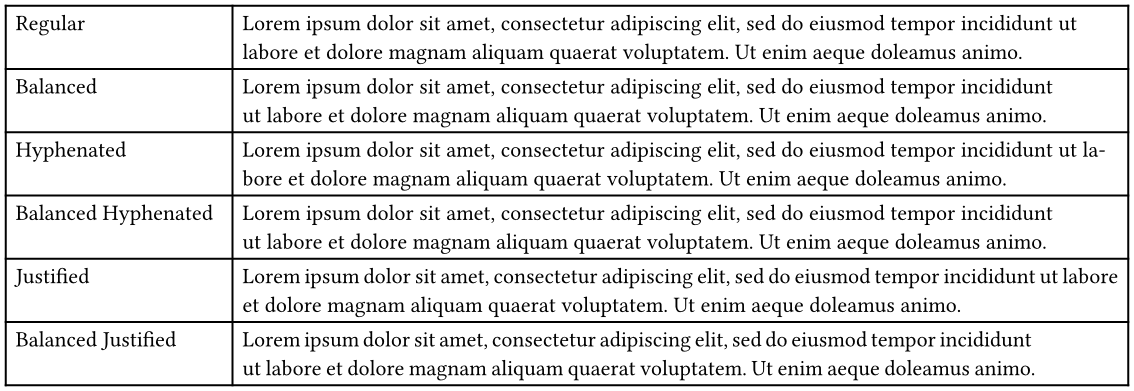 Regular
Lorem ipsum dolor sit amet, consectetur adipiscing elit, sed do eiusmod tempor incididunt ut
labore et dolore magnam aliquam quaerat voluptatem. Ut enim aeque doleamus animo.
Balanced
Lorem ipsum dolor sit amet, consectetur adipiscing elit, sed do eiusmod tempor incididunt
ut labore et dolore magnam aliquam quaerat voluptatem. Ut enim aeque doleamus animo.
Hyphenated
Lorem ipsum dolor sit amet, consectetur adipiscing elit, sed do eiusmod tempor incididunt ut la-
bore et dolore magnam aliquam quaerat voluptatem. Ut enim aeque doleamus animo.
Balanced Hyphenated
Lorem ipsum dolor sit amet, consectetur adipiscing elit, sed do eiusmod tempor incididunt
ut labore et dolore magnam aliquam quaerat voluptatem. Ut enim aeque doleamus animo.
Justified
Lorem ipsum dolor sit amet, consectetur adipiscing elit, sed do eiusmod tempor incididunt ut labore
et dolore magnam aliquam quaerat voluptatem. Ut enim aeque doleamus animo.
Balanced Justified
Lorem ipsum dolor sit amet, consectetur adipiscing elit, sed do eiusmod tempor incididunt
ut labore et dolore magnam aliquam quaerat voluptatem. Ut enim aeque doleamus animo.